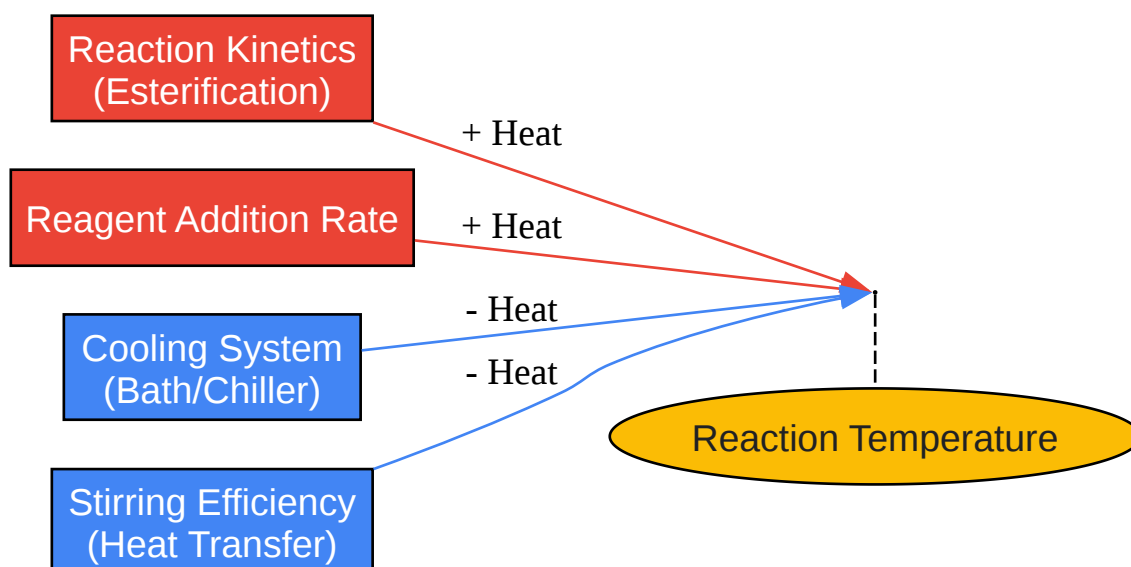 Reaction Kinetics
(Esterification)
+ Heat
Reagent Addition Rate
+ Heat
- Heat
Cooling System
(Bath/Chiller)
- Heat
Reaction Temperature
Stirring Efficiency
(Heat Transfer)